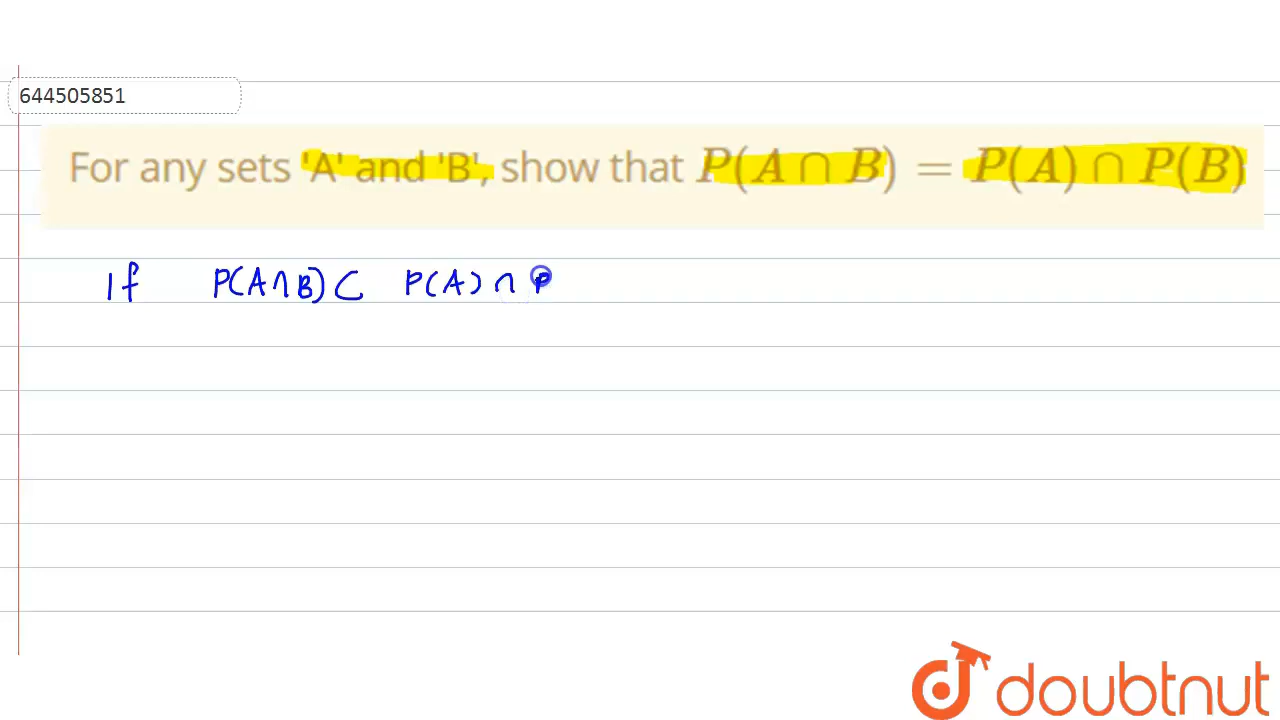 644505851
For any sets 'A' and 'B', show that P(A ∩ B) = P(A) ∩ P(B)
If P(A∩B) ⊂ P(A) ∩ P
doubtnut